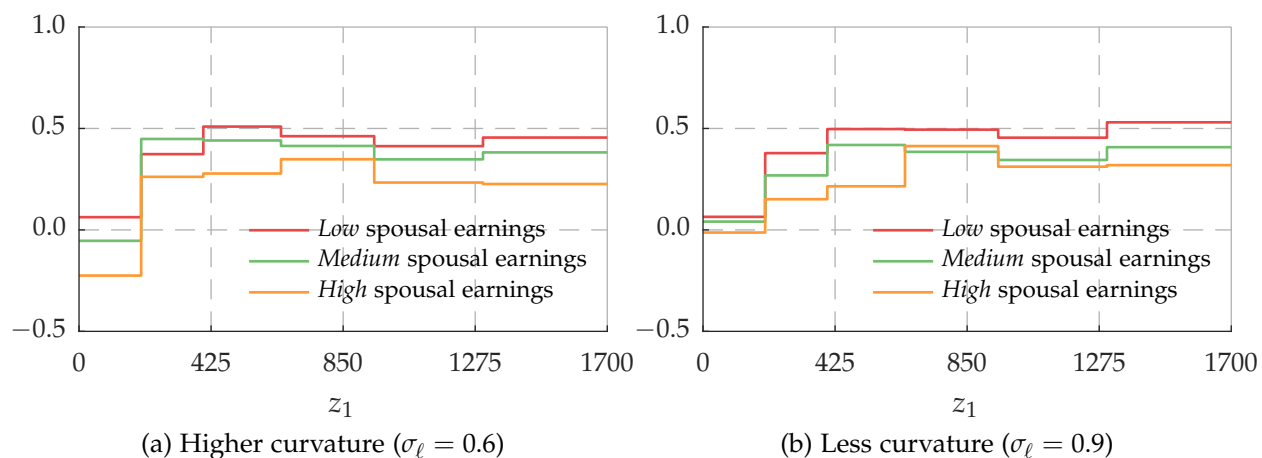 1.0
0.5
0.0
−0.5
Low spousal earnings
Medium spousal earnings
High spousal earnings
0 425 850 1275 1700
z₁
(a) Higher curvature (σℓ = 0.6)
1.0
0.5
0.0
−0.5
Low spousal earnings
Medium spousal earnings
High spousal earnings
0 425 850 1275 1700
z₁
(b) Less curvature (σℓ = 0.9)